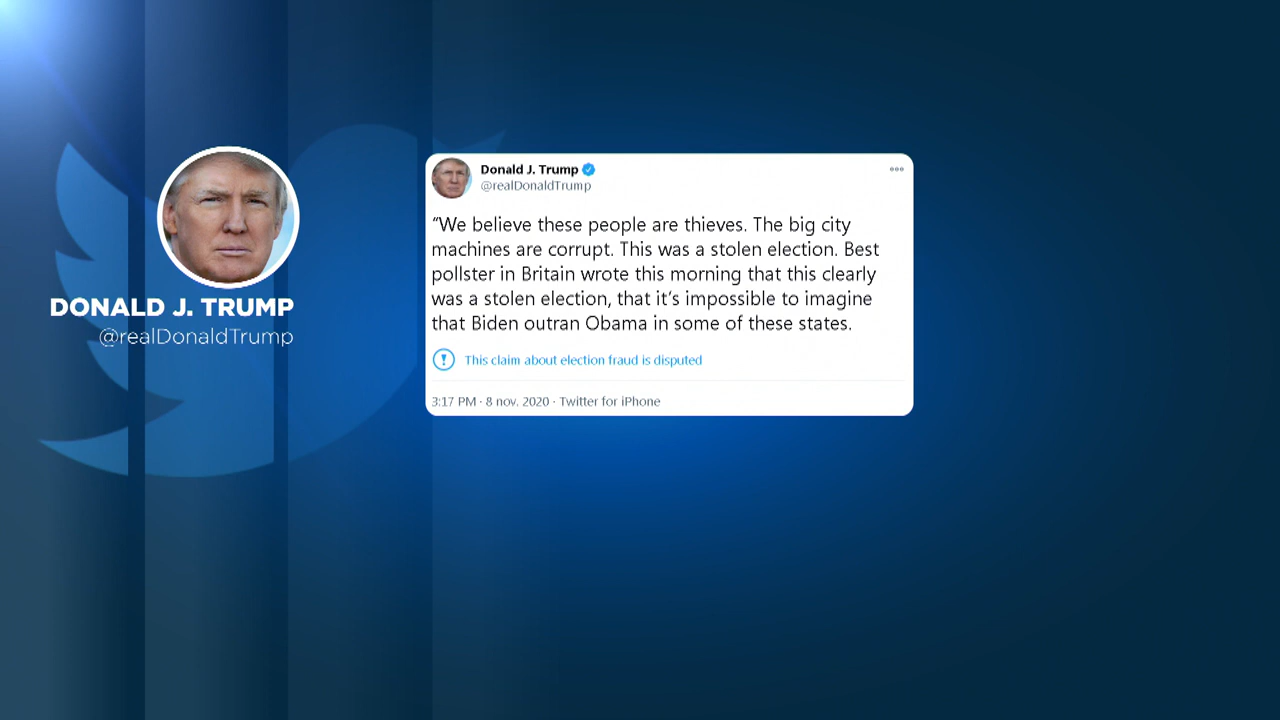 DONALD J. TRUMP
@realDonaldTrump
Donald J. Trump
@realDonaldTrump
“We believe these people are thieves. The big city
machines are corrupt. This was a stolen election. Best
pollster in Britain wrote this morning that this clearly
was a stolen election, that it’s impossible to imagine
that Biden outran Obama in some of these states.
This claim about election fraud is disputed
3:17 PM · 8 nov. 2020 · Twitter for iPhone